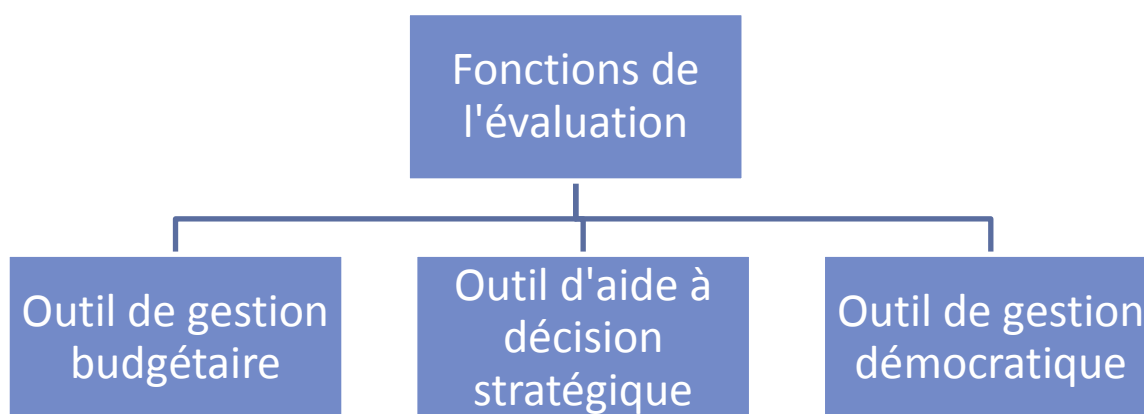 Fonctions de
l'évaluation
Outil de gestion
budgétaire
Outil d'aide à
décision
stratégique
Outil de gestion
démocratique